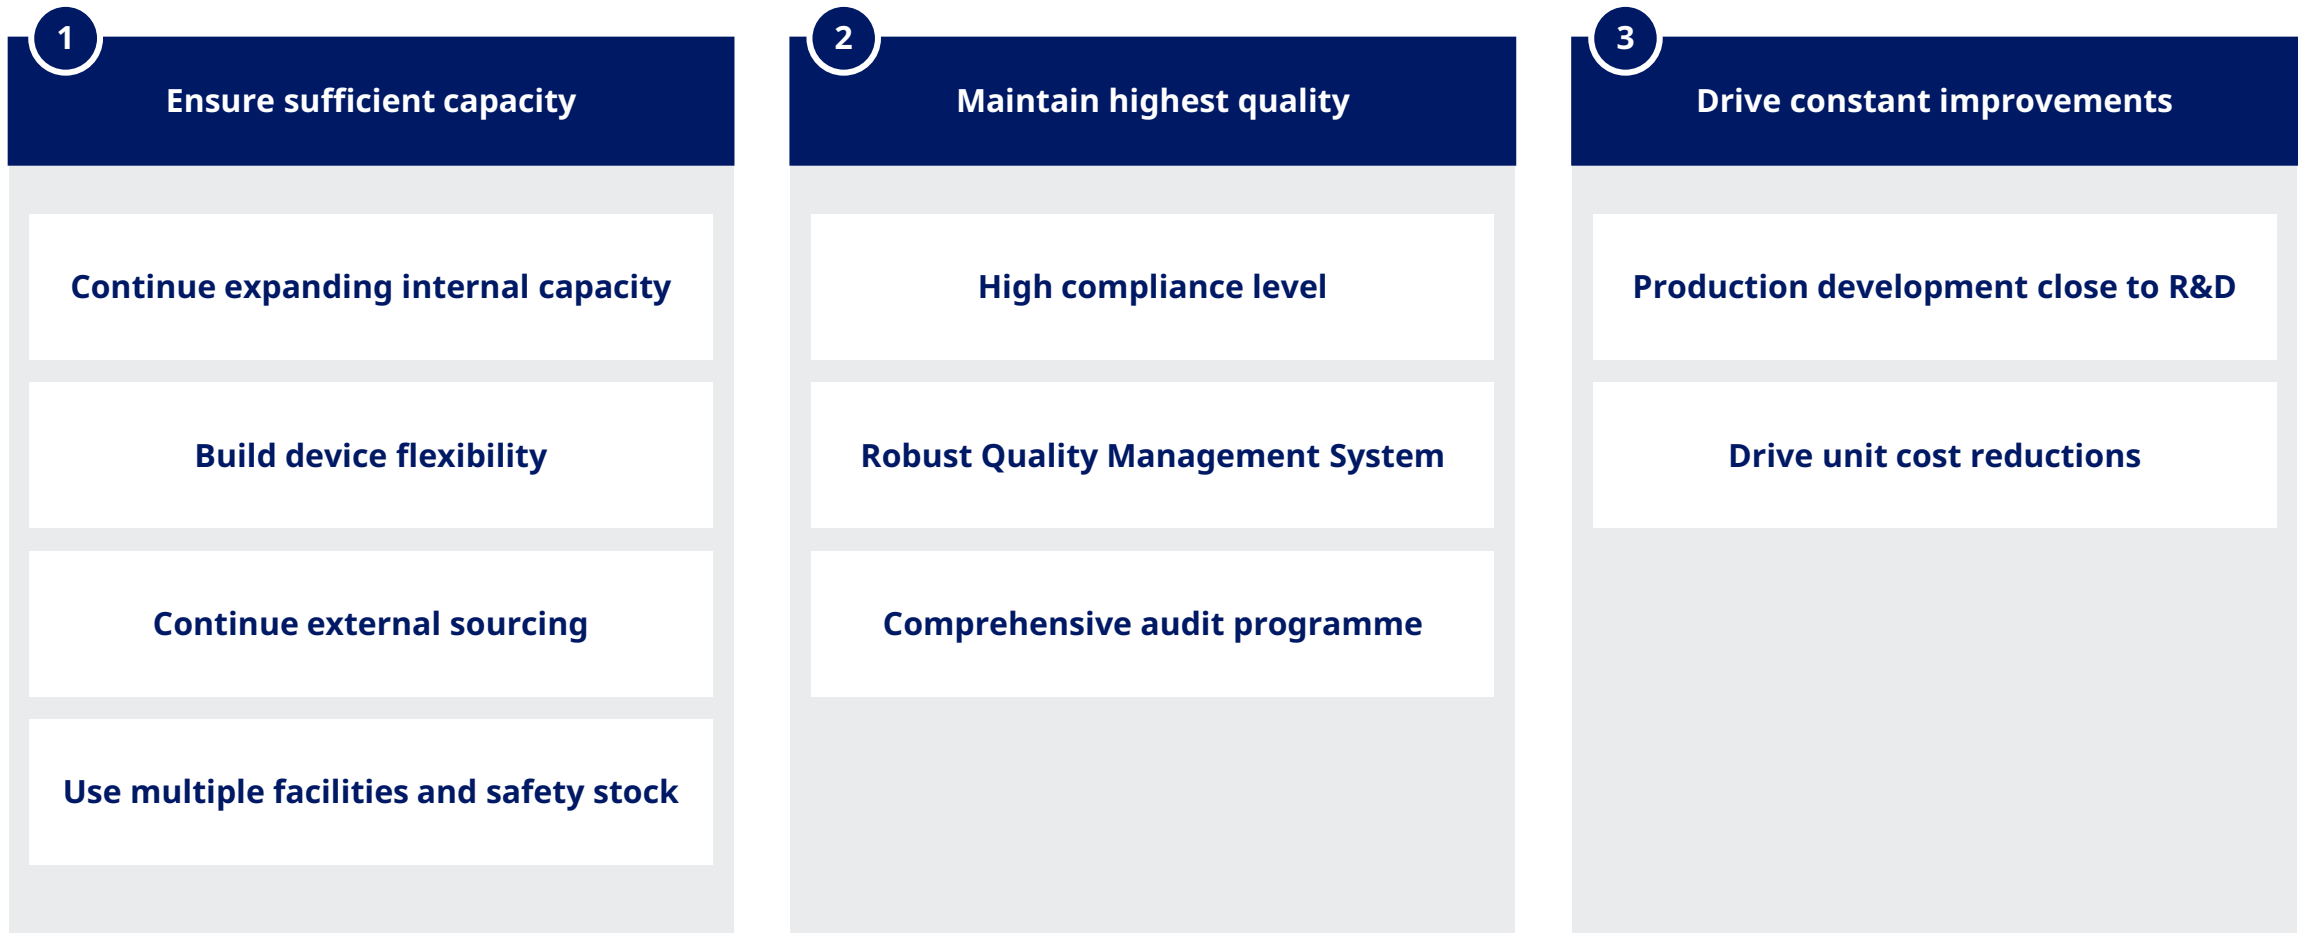 1
Ensure sufficient capacity
Continue expanding internal capacity
Build device flexibility
Continue external sourcing
Use multiple facilities and safety stock
2
Maintain highest quality
High compliance level
Robust Quality Management System
Comprehensive audit programme
3
Drive constant improvements
Production development close to R&D
Drive unit cost reductions